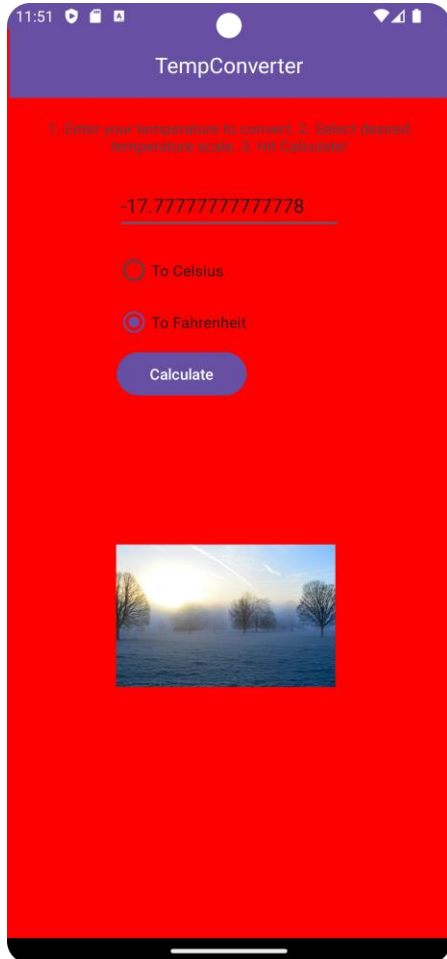 11:51
TempConverter
1. Enter your temperature to convert. 2. Select desired
temperature scale. 3. Hit Calculate!
-17.77777777777778
To Celsius
To Fahrenheit
Calculate